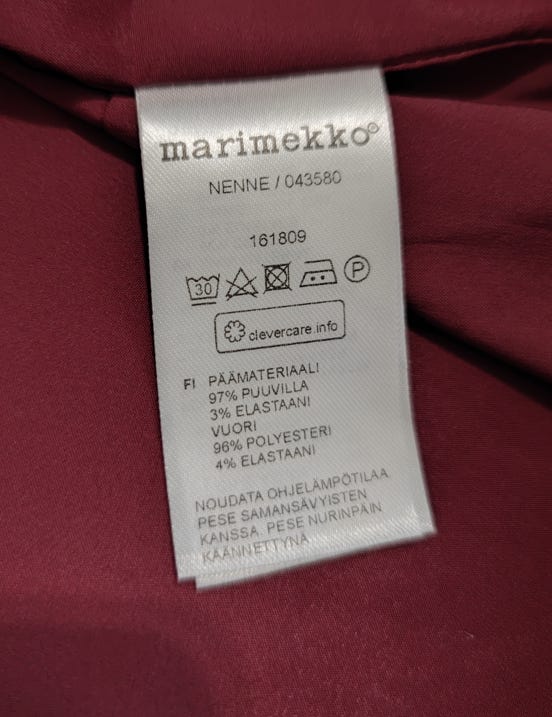 marimekko®
NENNE / 043580
161809
30 P
clevercare.info
FI PÄÄMATERIAALI
97% PUUVILLA
3% ELASTAANI
VUORI
96% POLYESTERI
4% ELASTAANI
NOUDATA OHJELÄMPÖTILAA
PESE SAMANSÄVYISTEN
KANSSA. PESE NURINPÄIN
KÄÄNNETTYNÄ